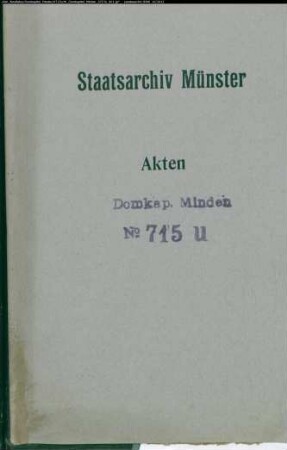 Staatsarchiv Münster
Akten
Domkap. Minden
№ 715 U